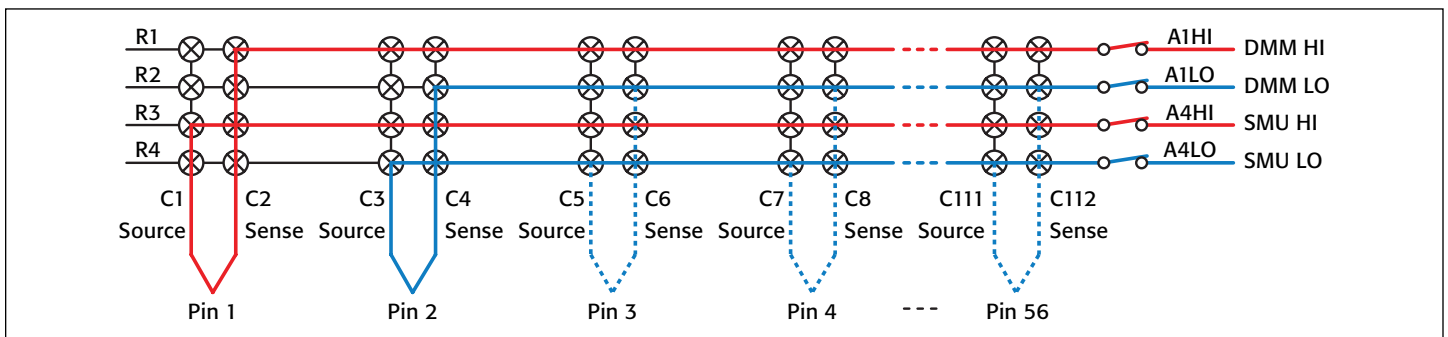 R1 A1HI DMM HI
R2 A1LO DMM LO
R3 A4HI SMU HI
R4 A4LO SMU LO
C1 C2 C3 C4 C5 C6 C7 C8 C111 C112
Source Sense Source Sense Source Sense Source Sense Source Sense
Pin 1 Pin 2 Pin 3 Pin 4 --- Pin 56